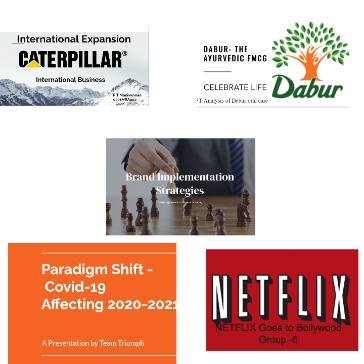 International Expansion
CATERPILLAR®
International Business
DABUR- THE
AYURVEDIC FMCG
CELEBRATE LIFE
Dabur
Brand Implementation
Strategies
Paradigm Shift -
Covid-19
Affecting 2020-2021
A Presentation by Team Triumph
NETFLIX
NETFLIX Goes to Bollywood
Group -6